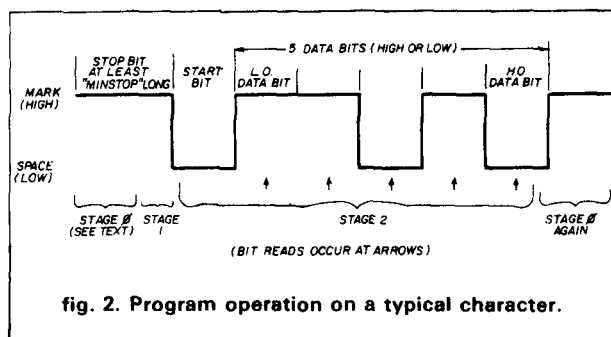 5 DATA BITS (HIGH OR LOW)
STOP BIT
AT LEAST
"MINSTOP" LONG
START
BIT
L.O.
DATA BIT
H.O.
DATA BIT
MARK
(HIGH)
SPACE
(LOW)
STAGE Ø
(SEE TEXT)
STAGE
1
STAGE 2
STAGE Ø
AGAIN
(BIT READS OCCUR AT ARROWS)
fig. 2. Program operation on a typical character.